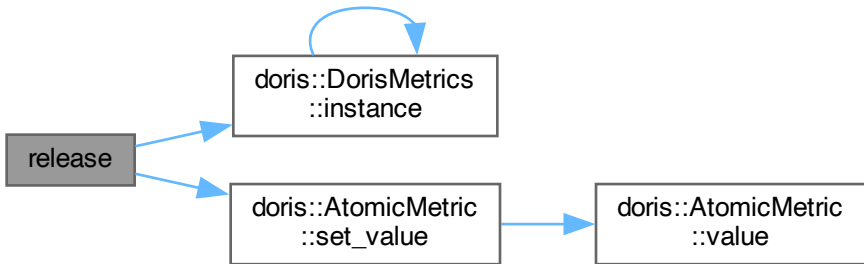 doris::DorisMetrics
::instance
release
doris::AtomicMetric
::set_value
doris::AtomicMetric
::value